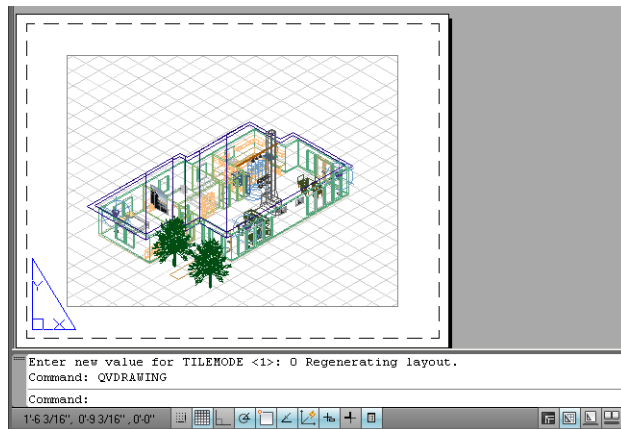 Y
X
Enter new value for TILEMODE <1>: 0 Regenerating layout.
Command: QVDRAWING
Command:
1'-6 3/16", 0'-9 3/16" , 0'-0"